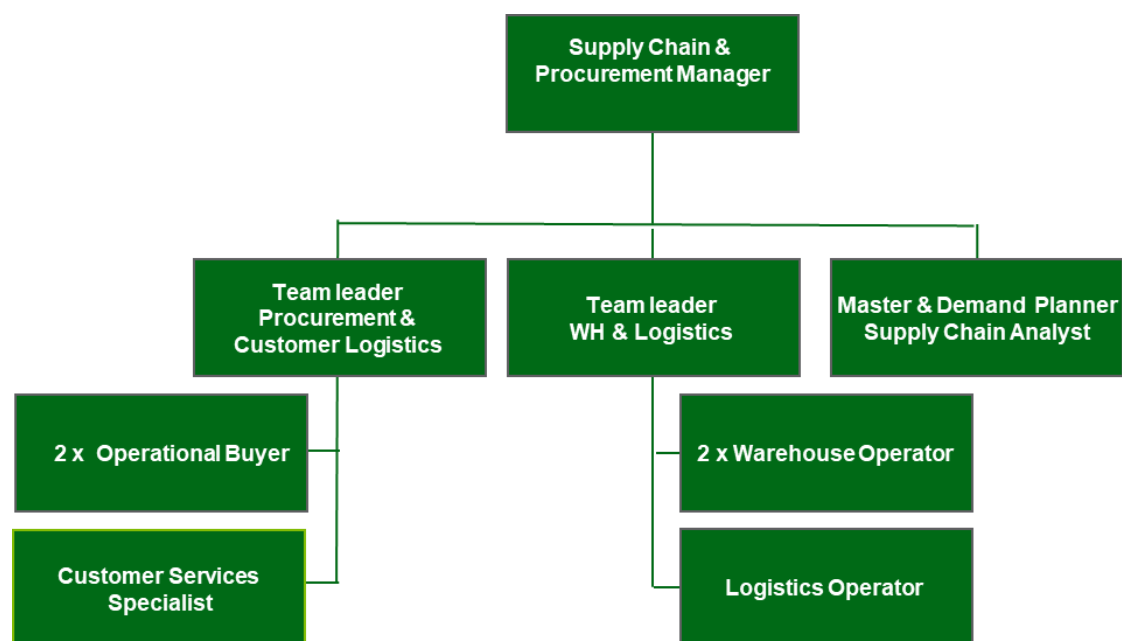 Supply Chain &
Procurement Manager
Team leader
Procurement &
Customer Logistics
Team leader
WH & Logistics
Master & Demand Planner
Supply Chain Analyst
2 x Operational Buyer
2 x Warehouse Operator
Customer Services
Specialist
Logistics Operator